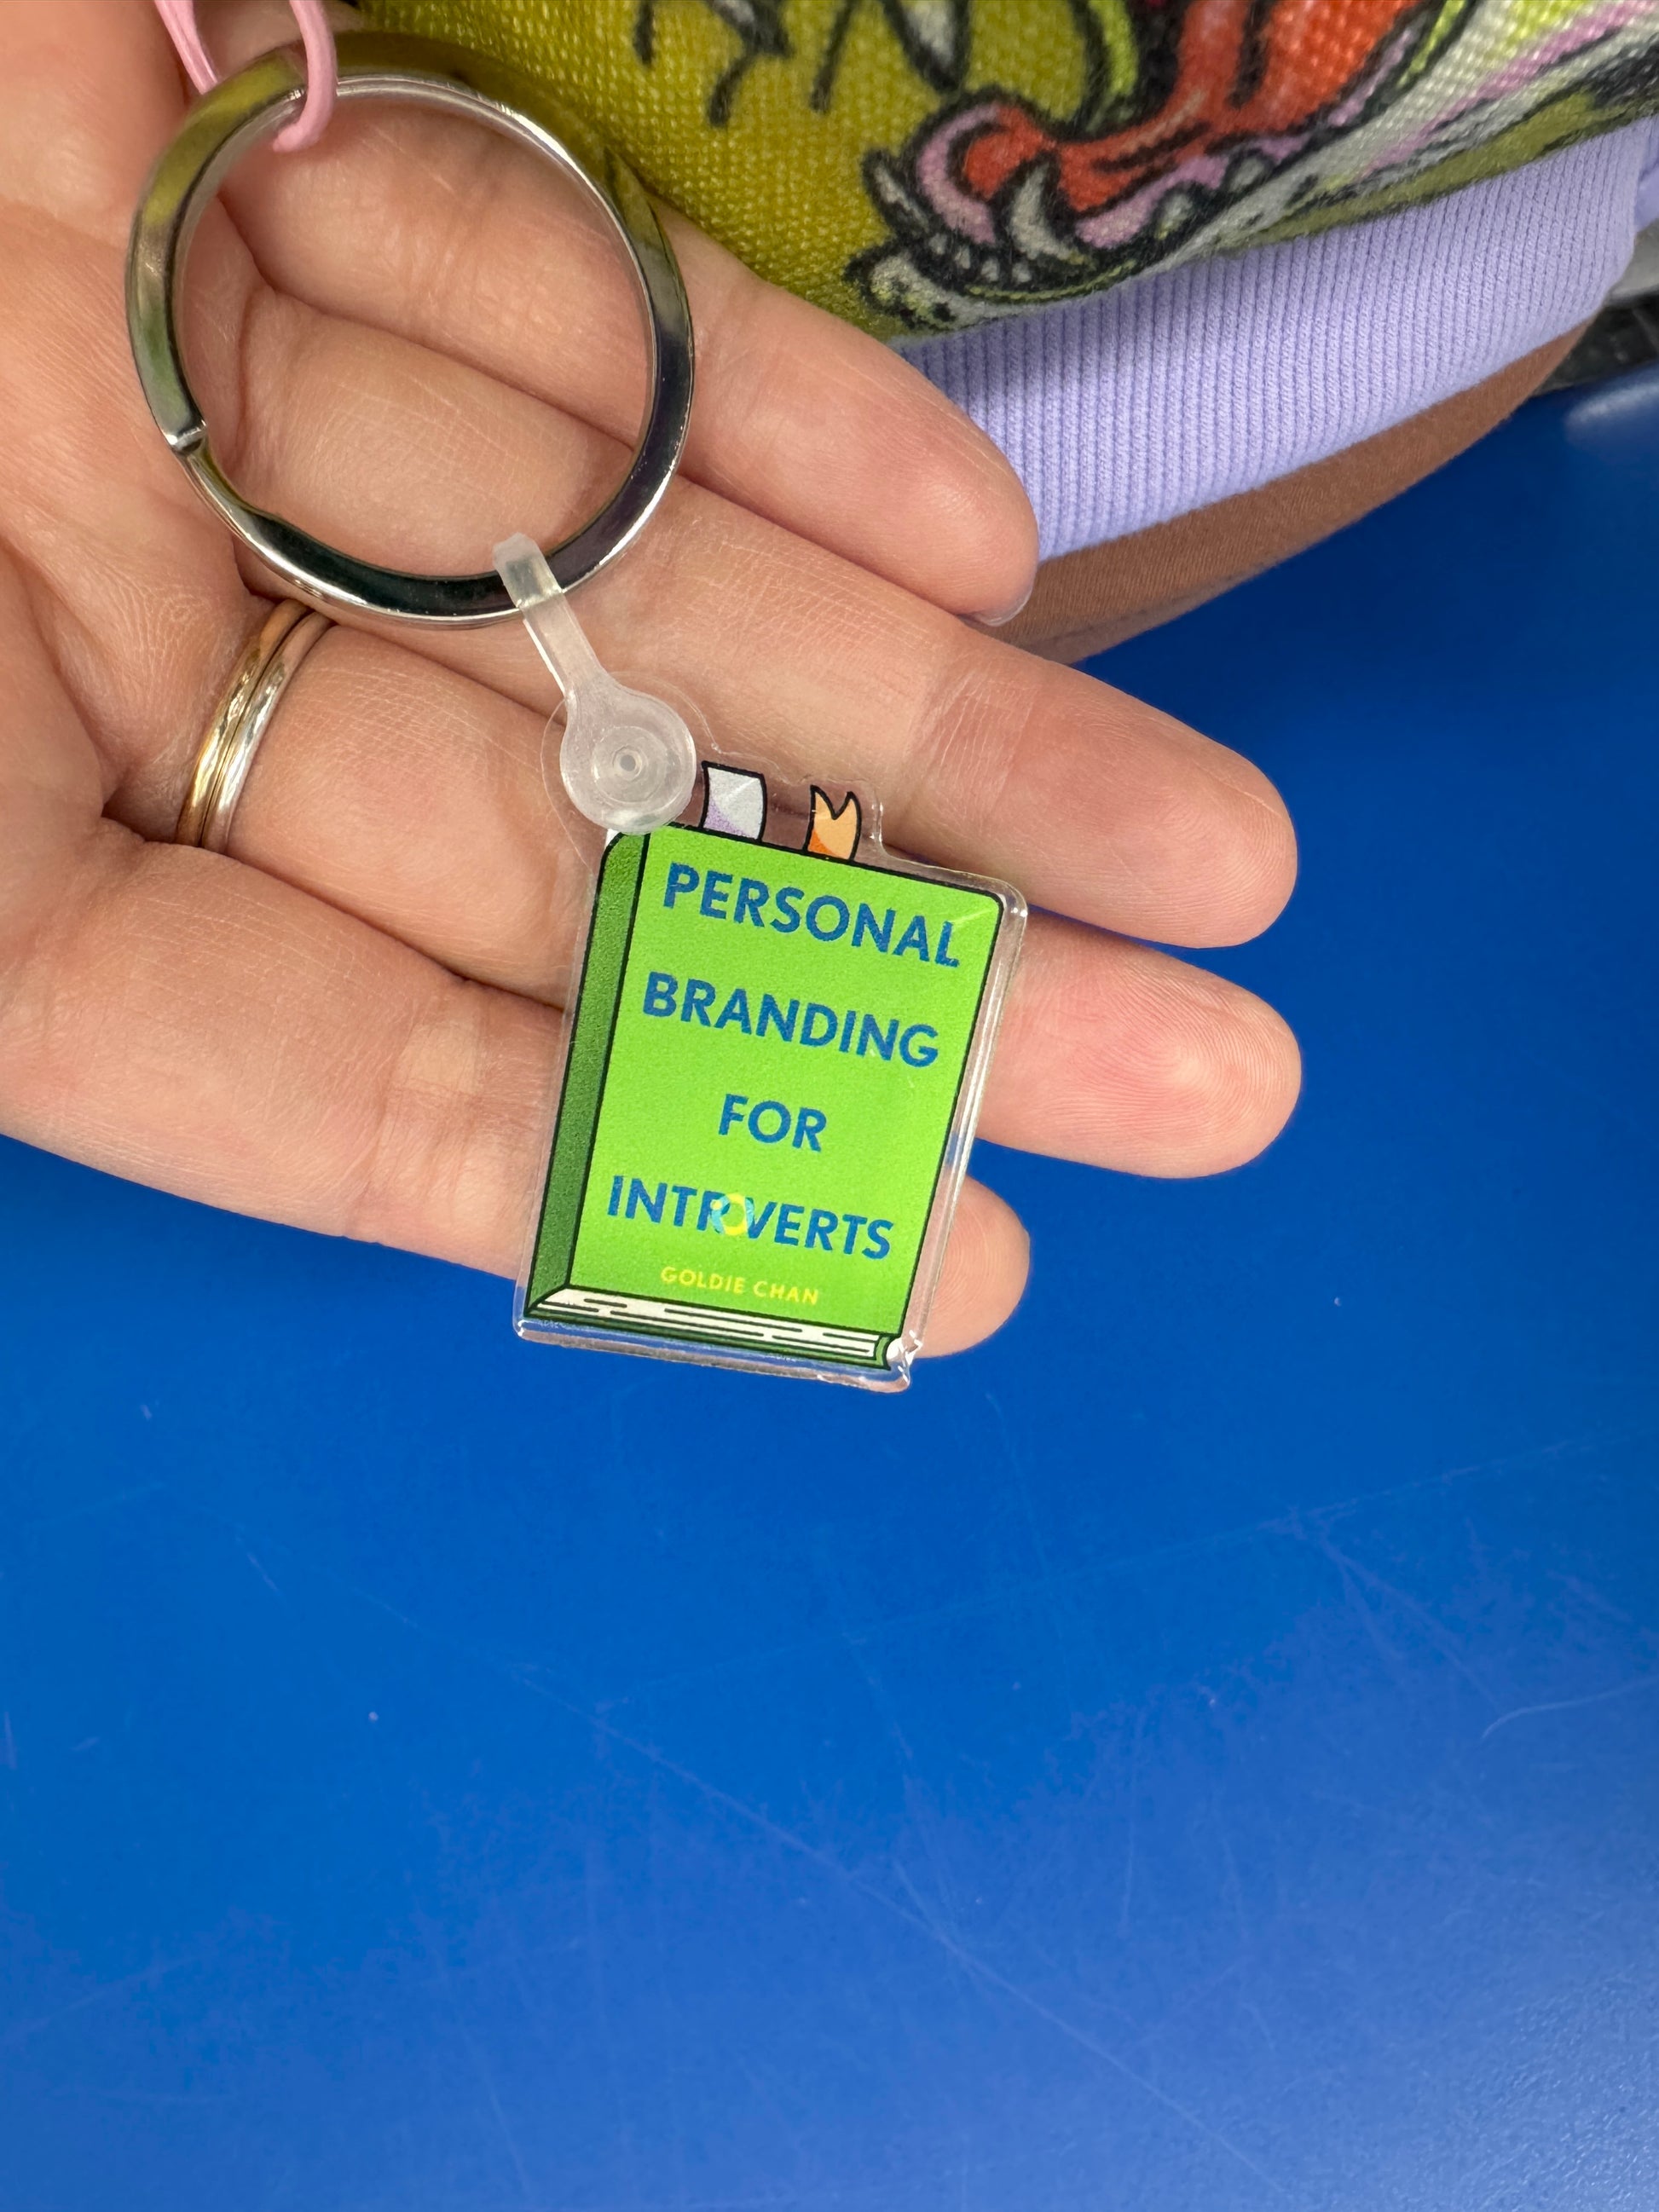 PERSONAL
BRANDING
FOR
INTROVERTS
GOLDIE CHAN